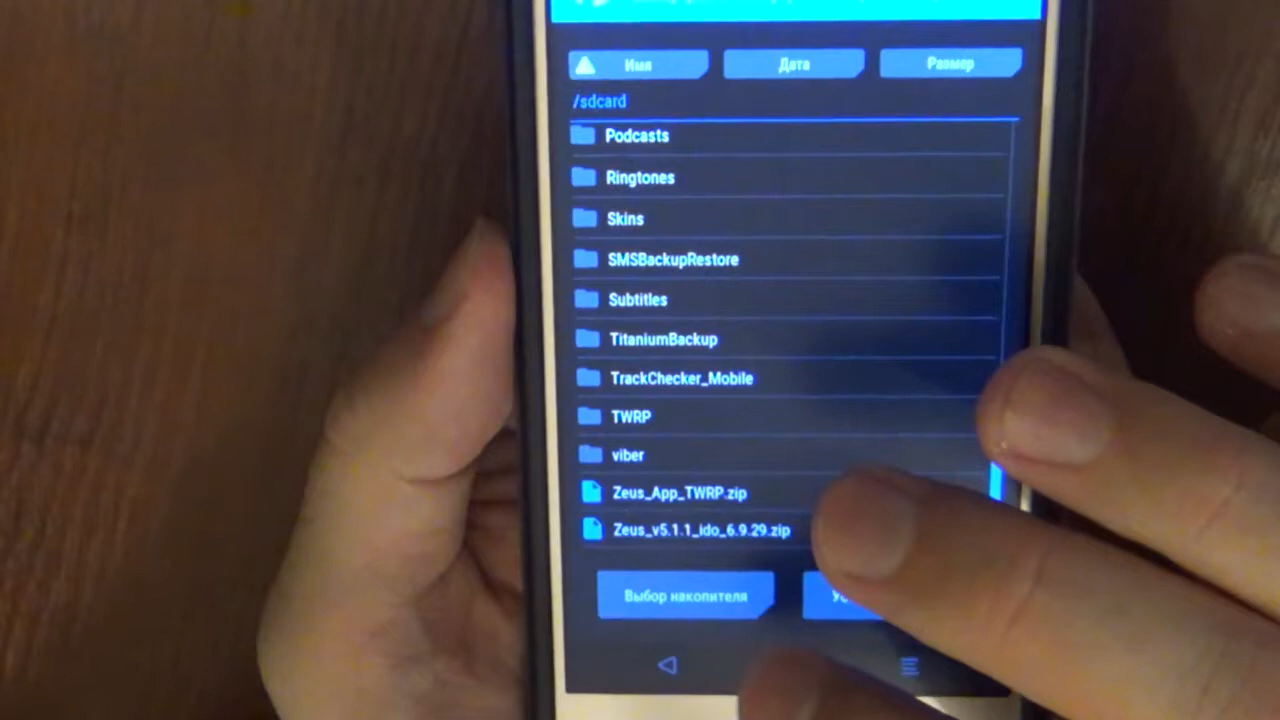 Имя Дата Размер
/sdcard
Podcasts
Ringtones
Skins
SMSBackupRestore
Subtitles
TitaniumBackup
TrackChecker_Mobile
TWRP
viber
Zeus_App_TWRP.zip
Zeus_v5.1.1_ido_6.9.29.zip
Выбор накопителя